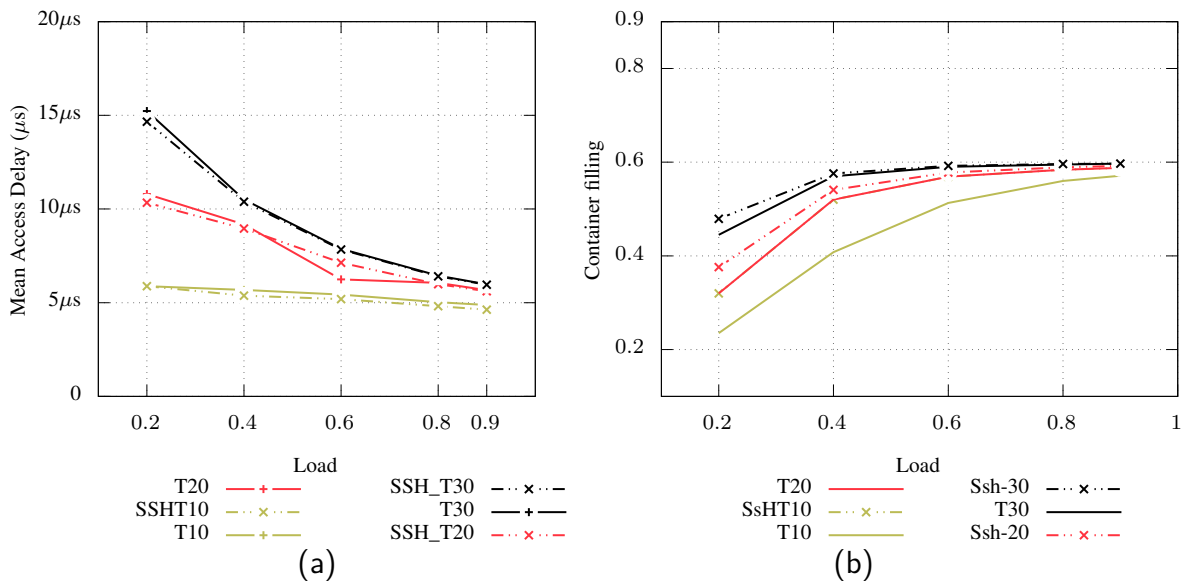 20µs
15µs
10µs
5µs
0
Mean Access Delay (µs)
0.2 0.4 0.6 0.8 0.9
Load
T20 SSH_T30
SSHT10 T30
T10 SSH_T20
(a)
0.9
0.8
0.6
0.4
0.2
Container filling
0.2 0.4 0.6 0.8 1
Load
T20 Ssh-30
SsHT10 T30
T10 Ssh-20
(b)